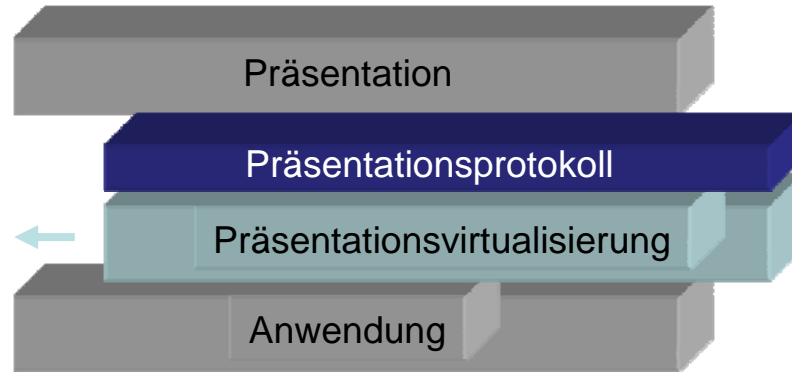 Präsentation
Präsentationsprotokoll
Präsentationsvirtualisierung
Anwendung